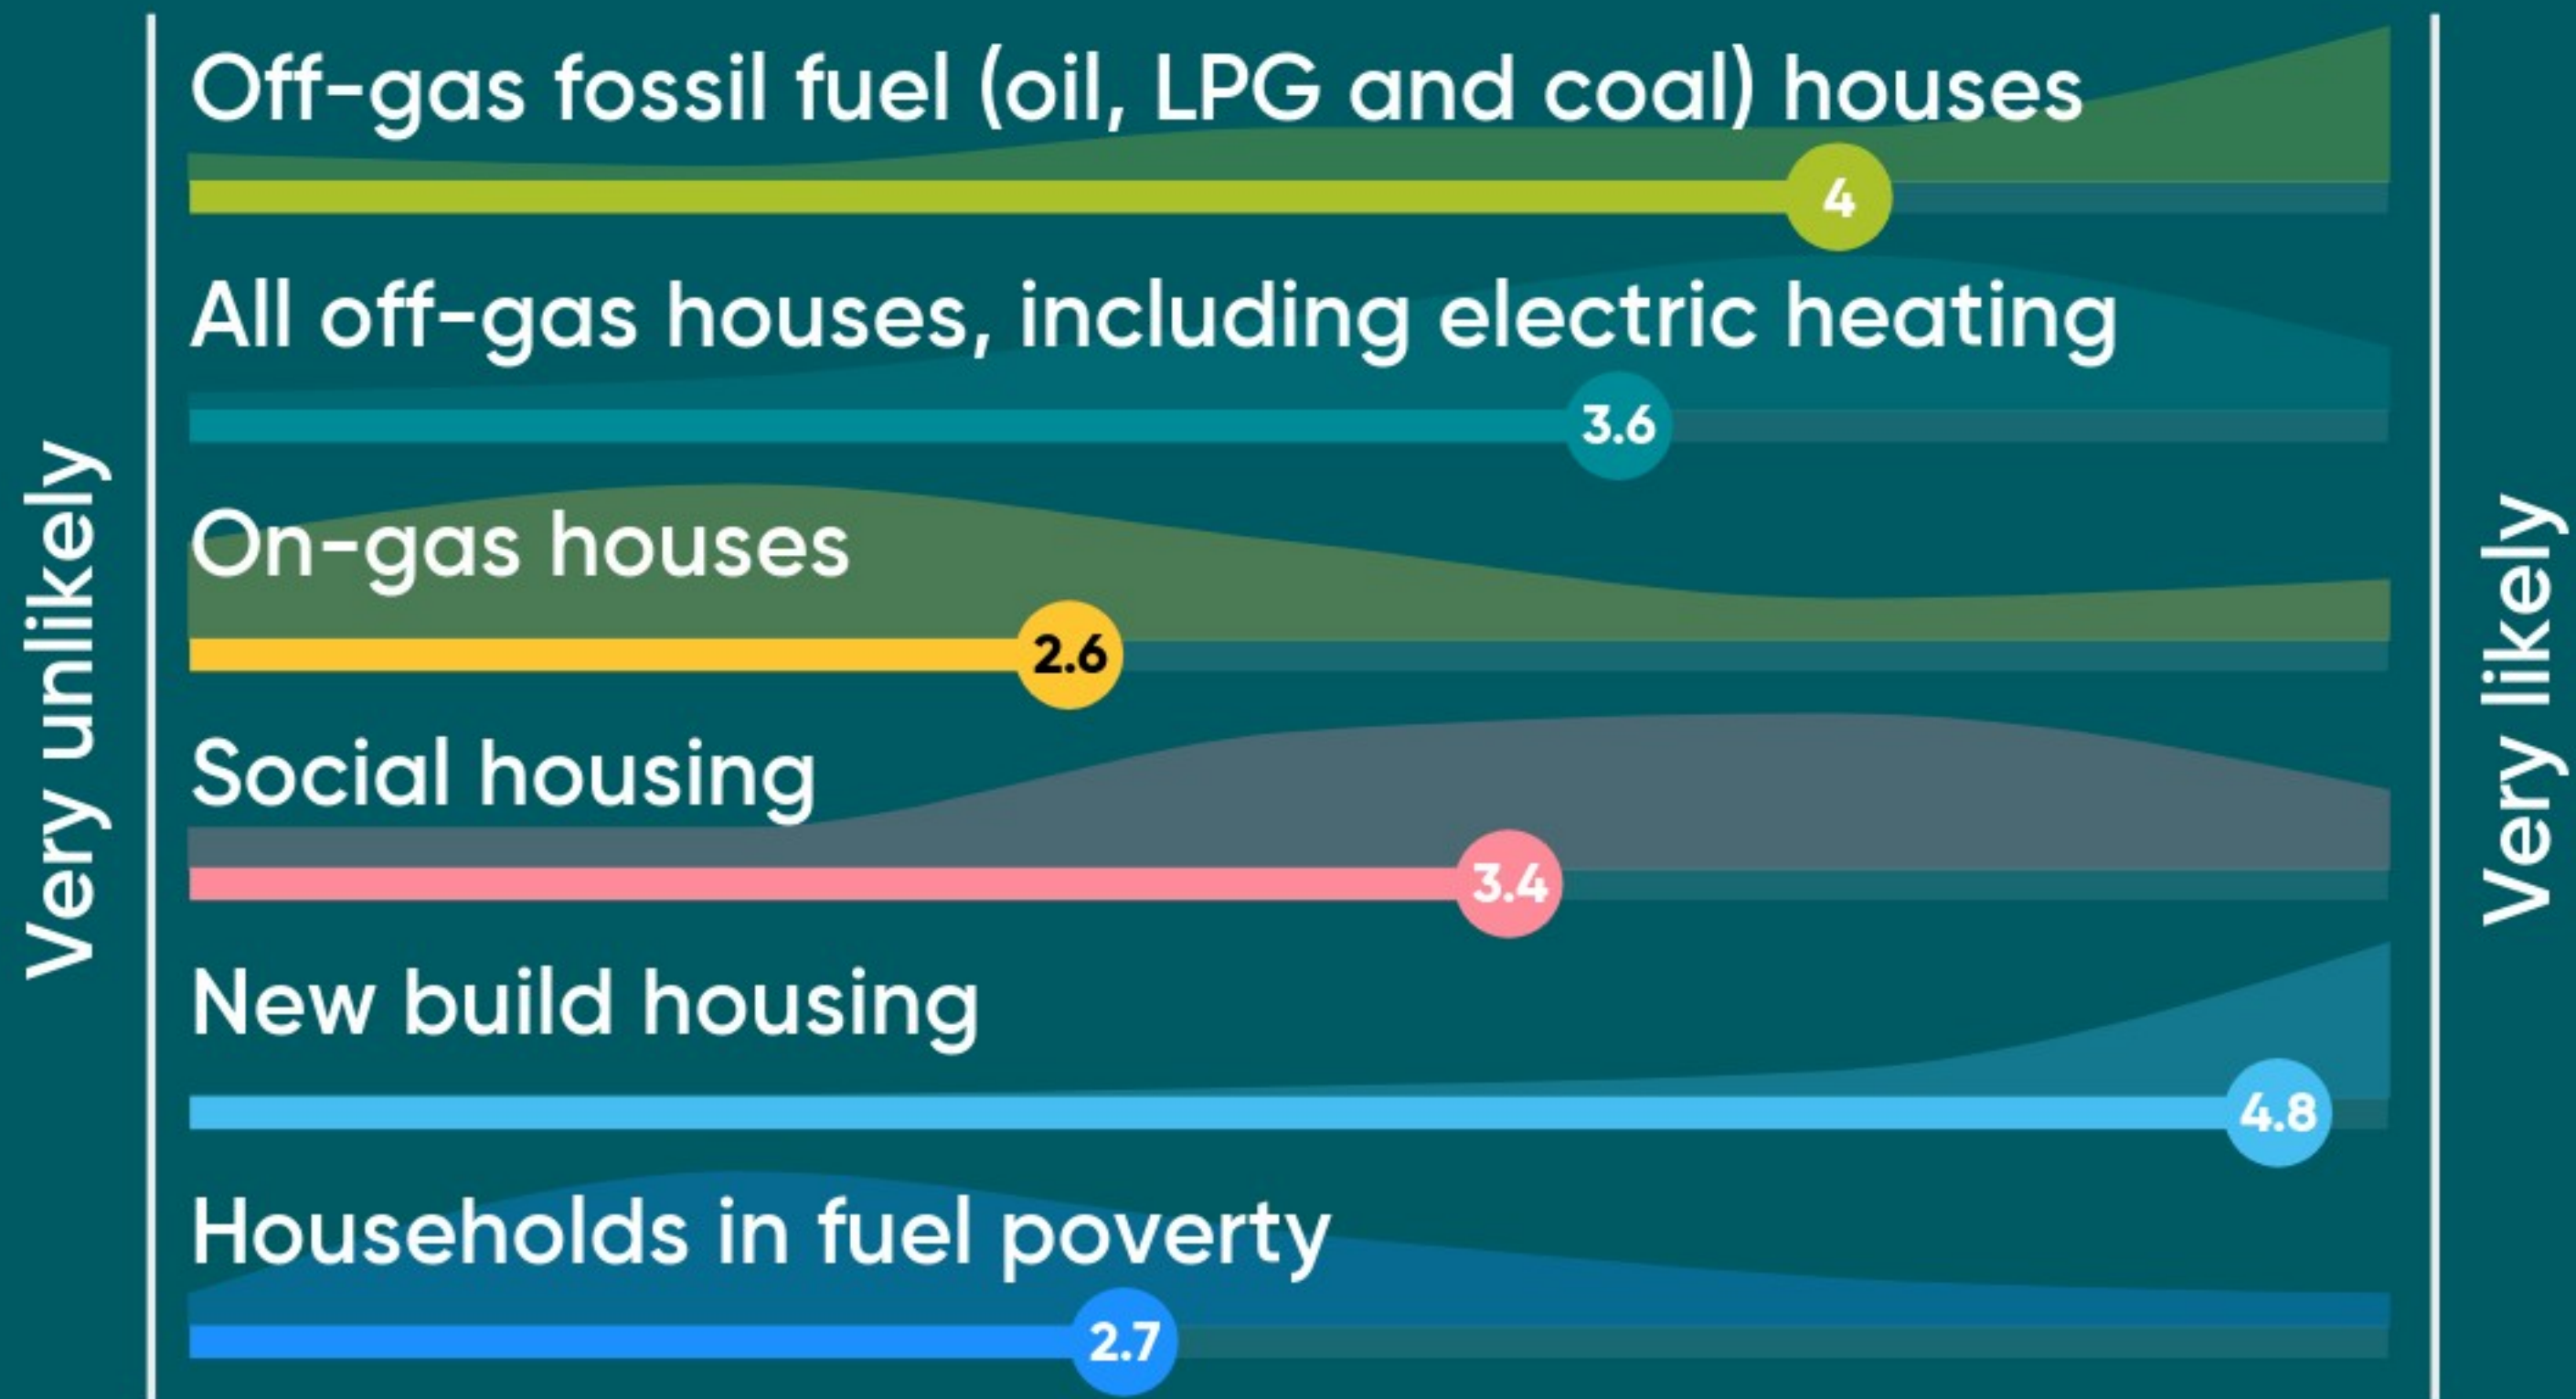 Very unlikely
Off-gas fossil fuel (oil, LPG and coal) houses
4
All off-gas houses, including electric heating
3.6
On-gas houses
2.6
Social housing
3.4
New build housing
4.8
Households in fuel poverty
2.7
Very likely